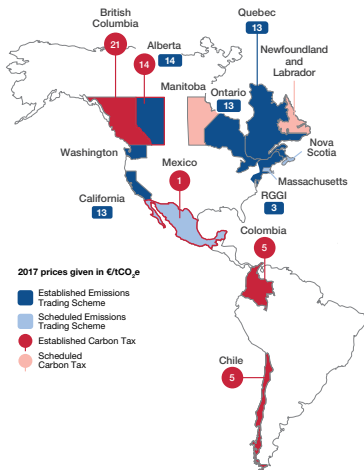 British
Columbia
21
Alberta
14
14
Quebec
13
Newfoundland
and
Labrador
Manitoba
Ontario
13
Nova
Scotia
Washington
Mexico
1
Massachusetts
RGGI
3
California
13
Colombia
5
2017 prices given in €/tCO2e
Established Emissions
Trading Scheme
Scheduled Emissions
Trading Scheme
Established Carbon Tax
Scheduled
Carbon Tax
Chile
5